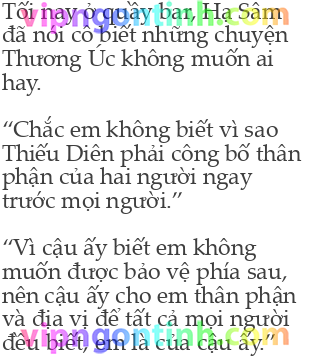 Tối nay ở quầy bar, Hạ Sâm
đã nói cô biết những chuyện
Thương Úc không muốn ai
hay.
“Chắc em không biết vì sao
Thiếu Diên phải công bố thân
phận của hai người ngay
trước mọi người.”
“Vì cậu ấy biết em không
muốn được bảo vệ phía sau,
nên cậu ấy cho em thân phận
và địa vị để tất cả mọi người
đều biết, em là của cậu ấy.”
vipngontinh.com
vipngontinh.com